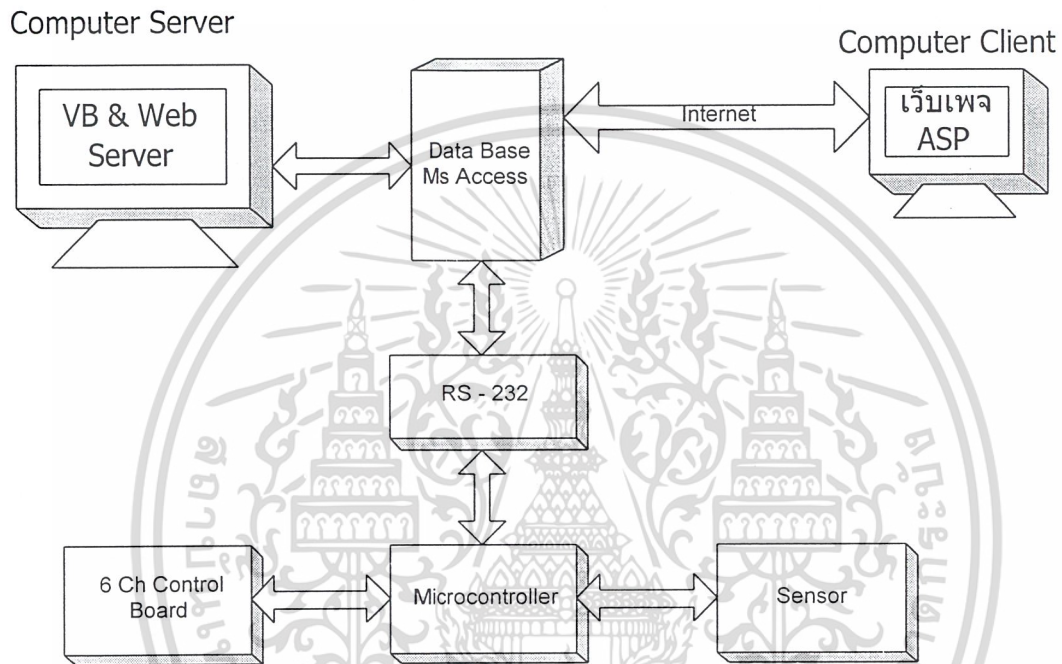 Computer Server
Computer Client
VB & Web
Server
Data Base
Ms Access
Internet
เว็บเพจ
ASP
RS - 232
6 Ch Control
Board
Microcontroller
Sensor